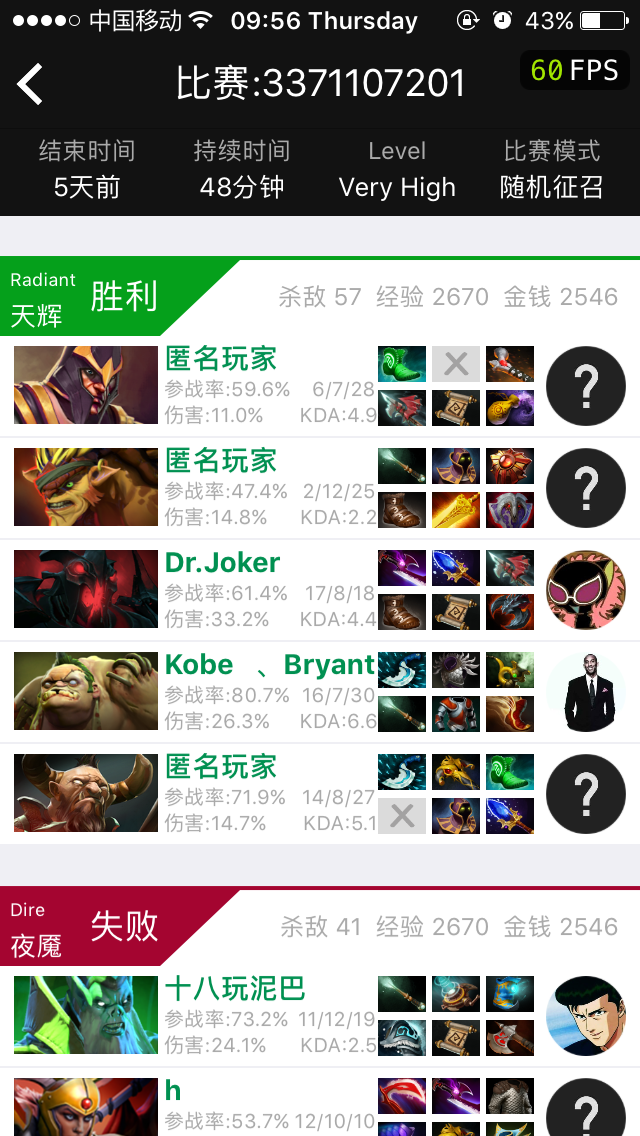 中国移动 09:56 Thursday 43%
比赛:3371107201 60 FPS
结束时间 持续时间 Level 比赛模式
5天前 48分钟 Very High 随机征召
Radiant
天辉 胜利 杀敌 57 经验 2670 金钱 2546
匿名玩家
参战率:59.6% 6/7/28
伤害:11.0% KDA:4.9
?
匿名玩家
参战率:47.4% 2/12/25
伤害:14.8% KDA:2.2
?
Dr.Joker
参战率:61.4% 17/8/18
伤害:33.2% KDA:4.4
Kobe 、Bryant
参战率:80.7% 16/7/30
伤害:26.3% KDA:6.6
匿名玩家
参战率:71.9% 14/8/27
伤害:14.7% KDA:5.1
?
Dire
夜魇 失败 杀敌 41 经验 2670 金钱 2546
十八玩泥巴
参战率:73.2% 11/12/19
伤害:24.1% KDA:2.5
h
参战率:53.7% 12/10/10
?